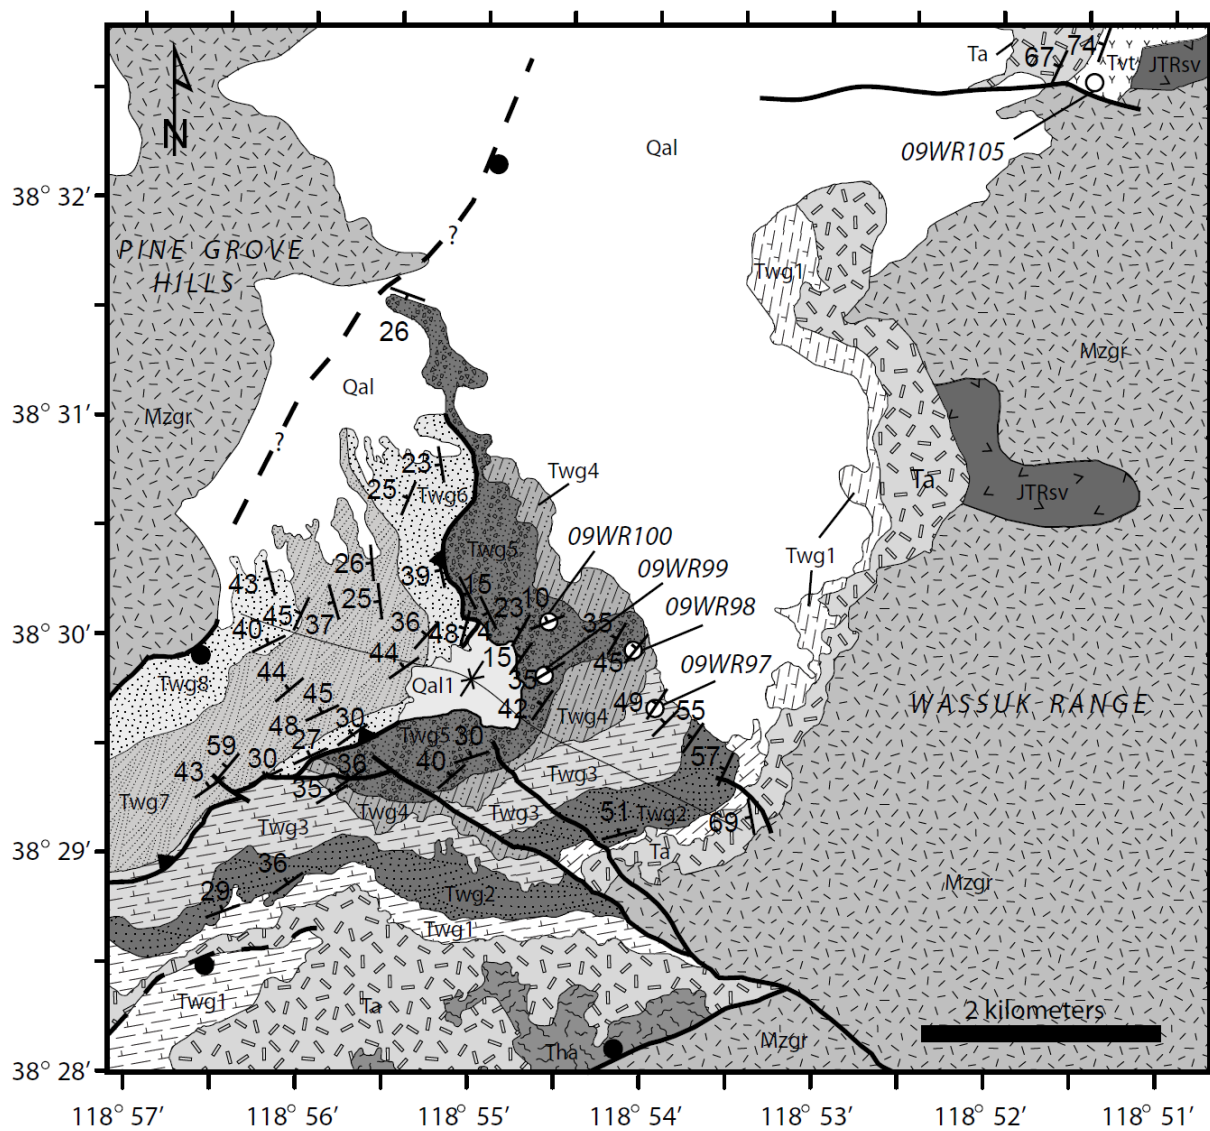 Ta
67
74
Tvt
JTRsv
N
Qal
09WR105
38° 32′
PINE GROVE
HILLS
?
Twg1
26
Mzgr
Qal
38° 31′
Mzgr
?
23
25
Twg6
Twg4
Ta
JTRsv
09WR100
Twg5
Twg1
26
43
39
15
09WR99
25
23
10
09WR98
45
37
36
35
38° 30′
40
48
4
15
45
09WR97
44
44
35
Twg8
Qal1
42
49
55
WASSUK RANGE
45
Twg4
48
30
Twg5
30
59
27
57
43
30
36
40
Twg3
35
Twg7
Twg4
Twg3
51
Twg2
69
Twg3
38° 29′
Ta
36
29
Twg2
Mzgr
Twg1
Twg1
Ta
2 kilometers
Tha
Mzgr
38° 28′
118° 57′
118° 56′
118° 55′
118° 54′
118° 53′
118° 52′
118° 51′